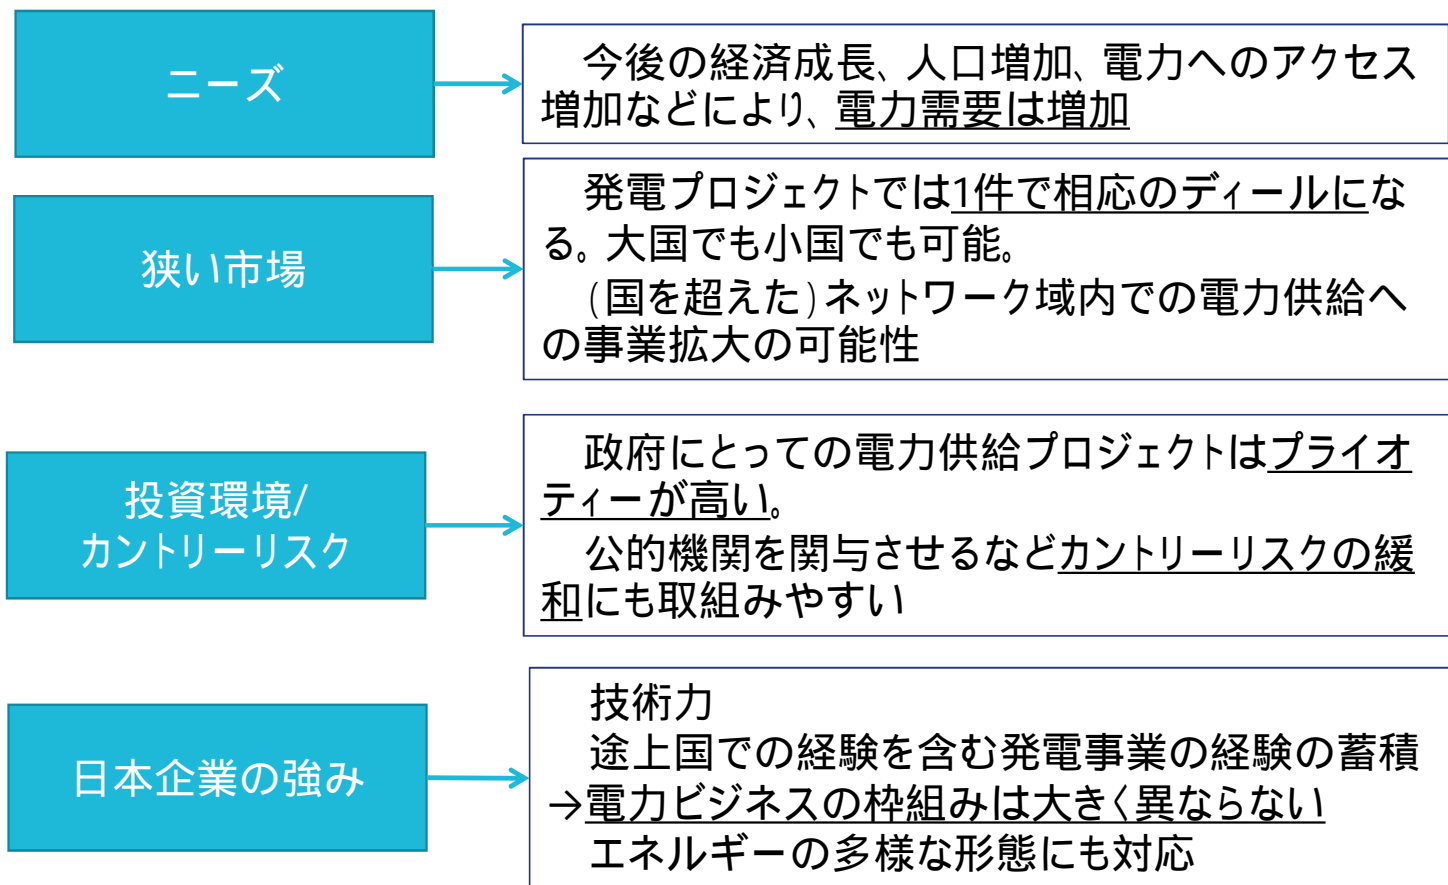 ニーズ
今後の経済成長、人口増加、電力へのアクセス
増加などにより、電力需要は増加
狭い市場
発電プロジェクトでは1件で相応のディールにな
る。大国でも小国でも可能。
(国を超えた)ネットワーク域内での電力供給へ
の事業拡大の可能性
投資環境/
カントリーリスク
政府にとっての電力供給プロジェクトはプライオ
ティーが高い。
公的機関を関与させるなどカントリーリスクの緩
和にも取組みやすい
日本企業の強み
技術力
途上国での経験を含む発電事業の経験の蓄積
→電力ビジネスの枠組みは大きく異ならない
エネルギーの多様な形態にも対応